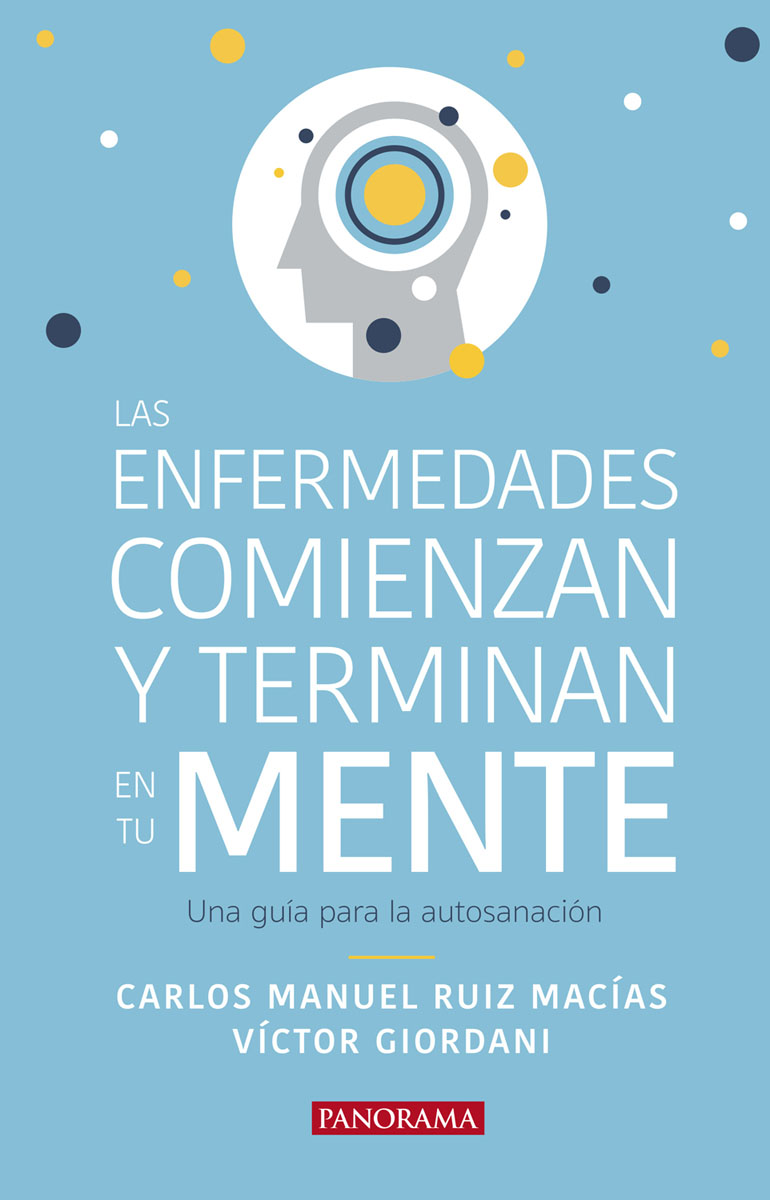 LAS
ENFERMEDADES
COMIENZAN
Y TERMINAN
EN
TU
MENTE
Una guía para la autosanación
CARLOS MANUEL RUIZ MACÍAS
VÍCTOR GIORDANI
PANORAMA